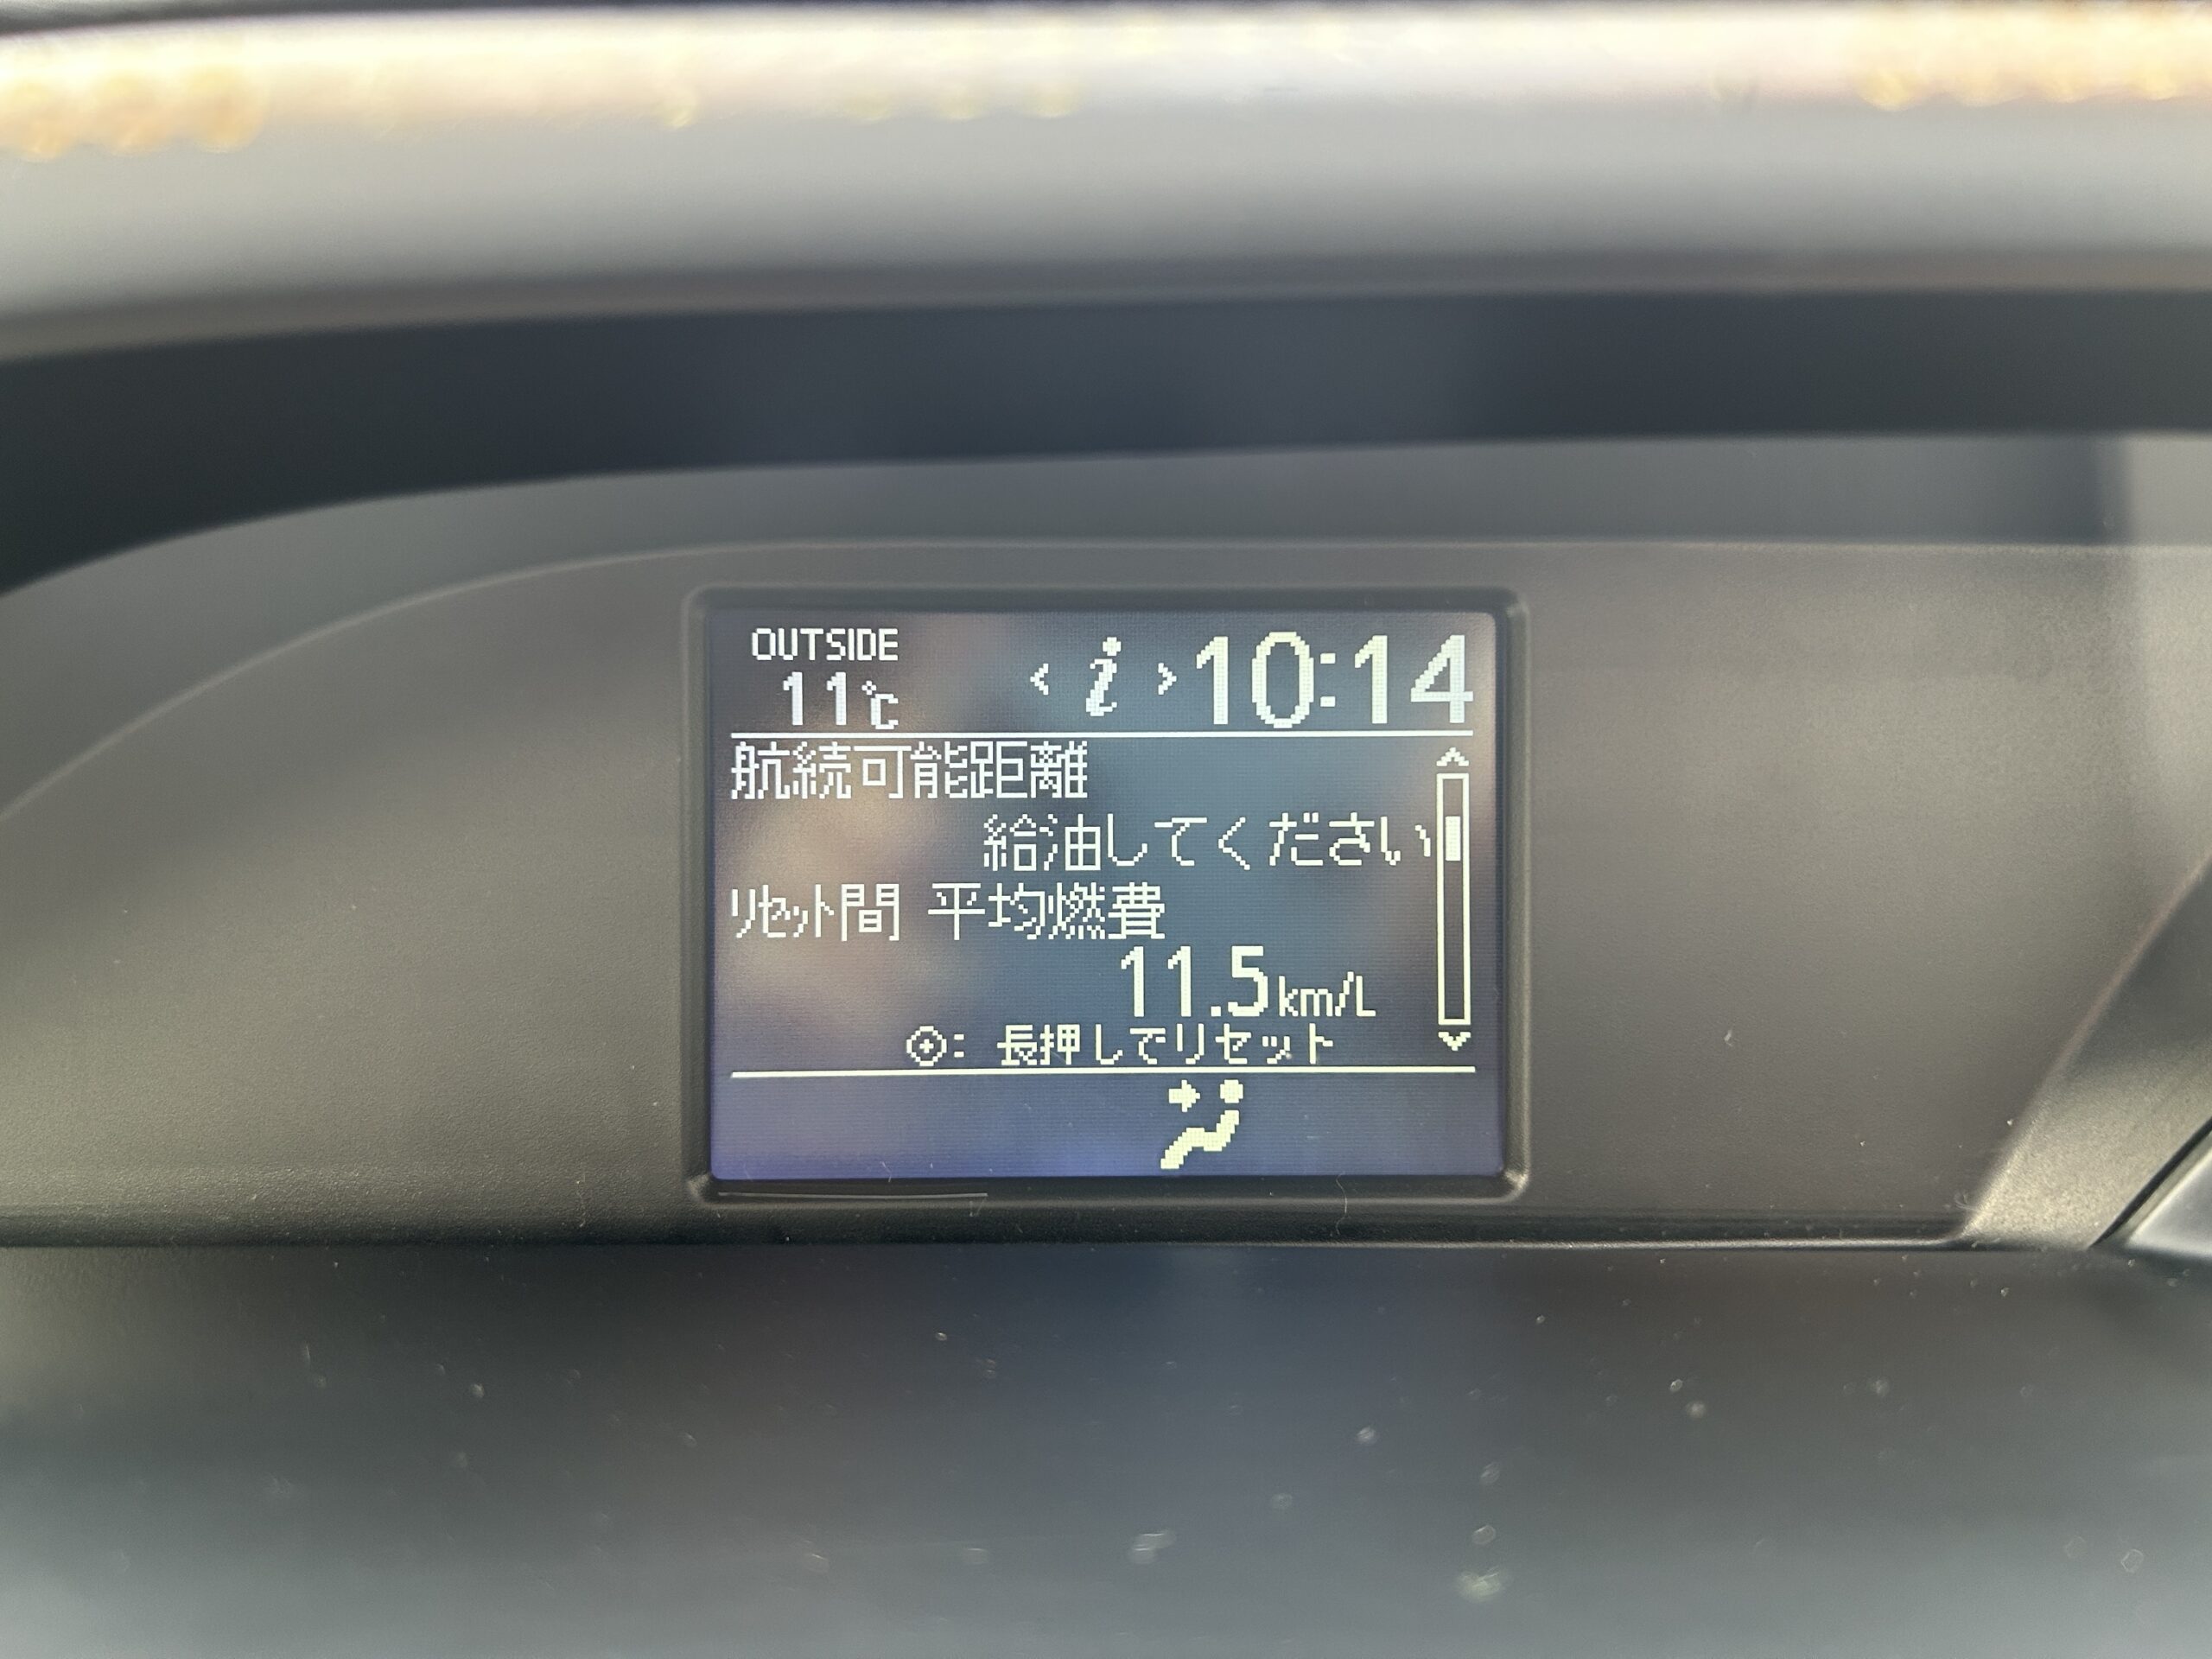 OUTSIDE
11℃ < i > 10:14
航続可能距離
給油してください
リセット間 平均燃費
11.5km/L
: 長押しでリセット